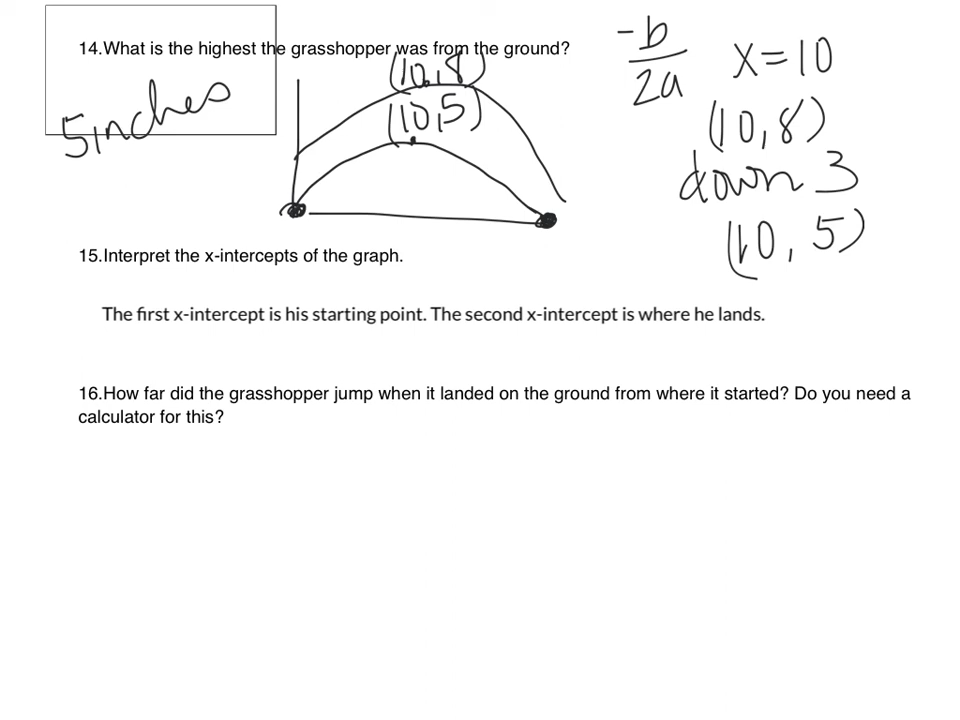 14.What is the highest the grasshopper was from the ground?
5inches
(10,8)
(10,5)
-b
2a
x=10
(10,8)
down 3
(10, 5)
15.Interpret the x-intercepts of the graph.
The first x-intercept is his starting point. The second x-intercept is where he lands.
16.How far did the grasshopper jump when it landed on the ground from where it started? Do you need a
calculator for this?